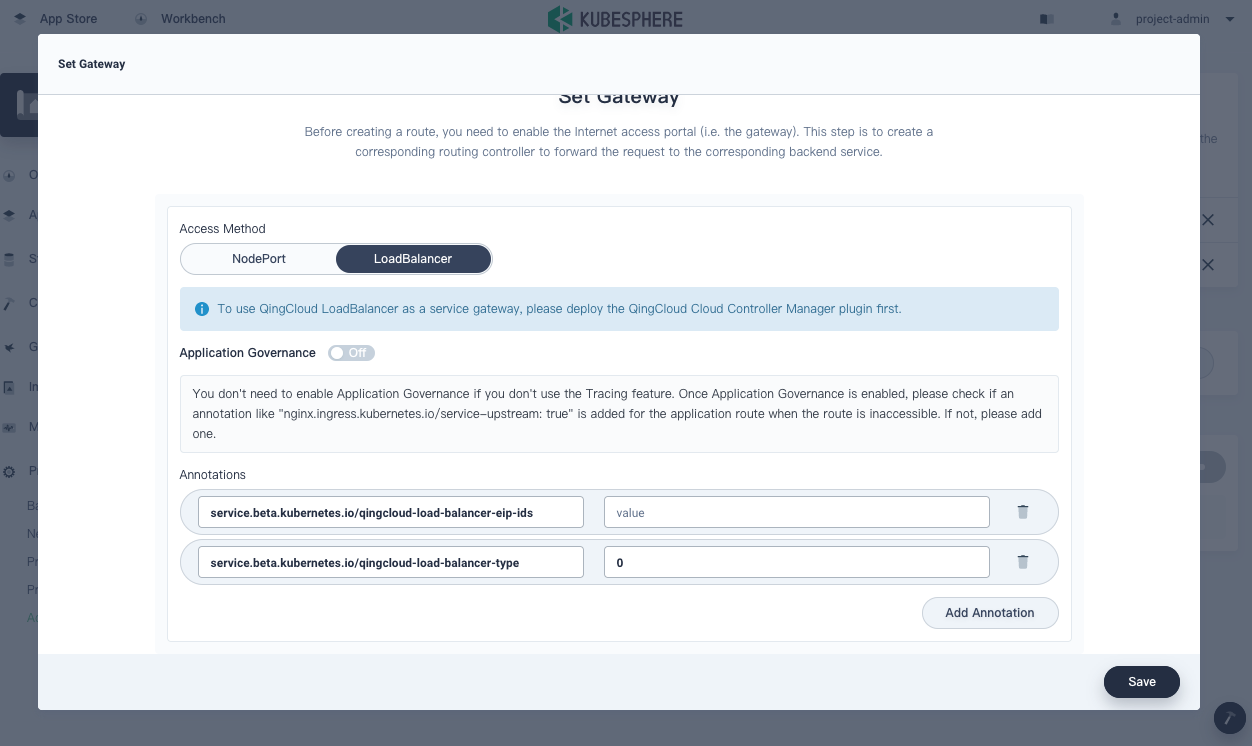 App Store
Workbench
KUBESPHERE
project-admin
Set Gateway
Set Gateway
Before creating a route, you need to enable the Internet access portal (i.e. the gateway). This step is to create a
corresponding routing controller to forward the request to the corresponding backend service.
the
Access Method
NodePort
LoadBalancer
To use QingCloud LoadBalancer as a service gateway, please deploy the QingCloud Cloud Controller Manager plugin first.
Application Governance
Off
You don't need to enable Application Governance if you don't use the Tracing feature. Once Application Governance is enabled, please check if an
annotation like "nginx.ingress.kubernetes.io/service-upstream: true" is added for the application route when the route is inaccessible. If not, please add
one.
Annotations
service.beta.kubernetes.io/qingcloud-load-balancer-eip-ids
value
service.beta.kubernetes.io/qingcloud-load-balancer-type
0
Add Annotation
Save